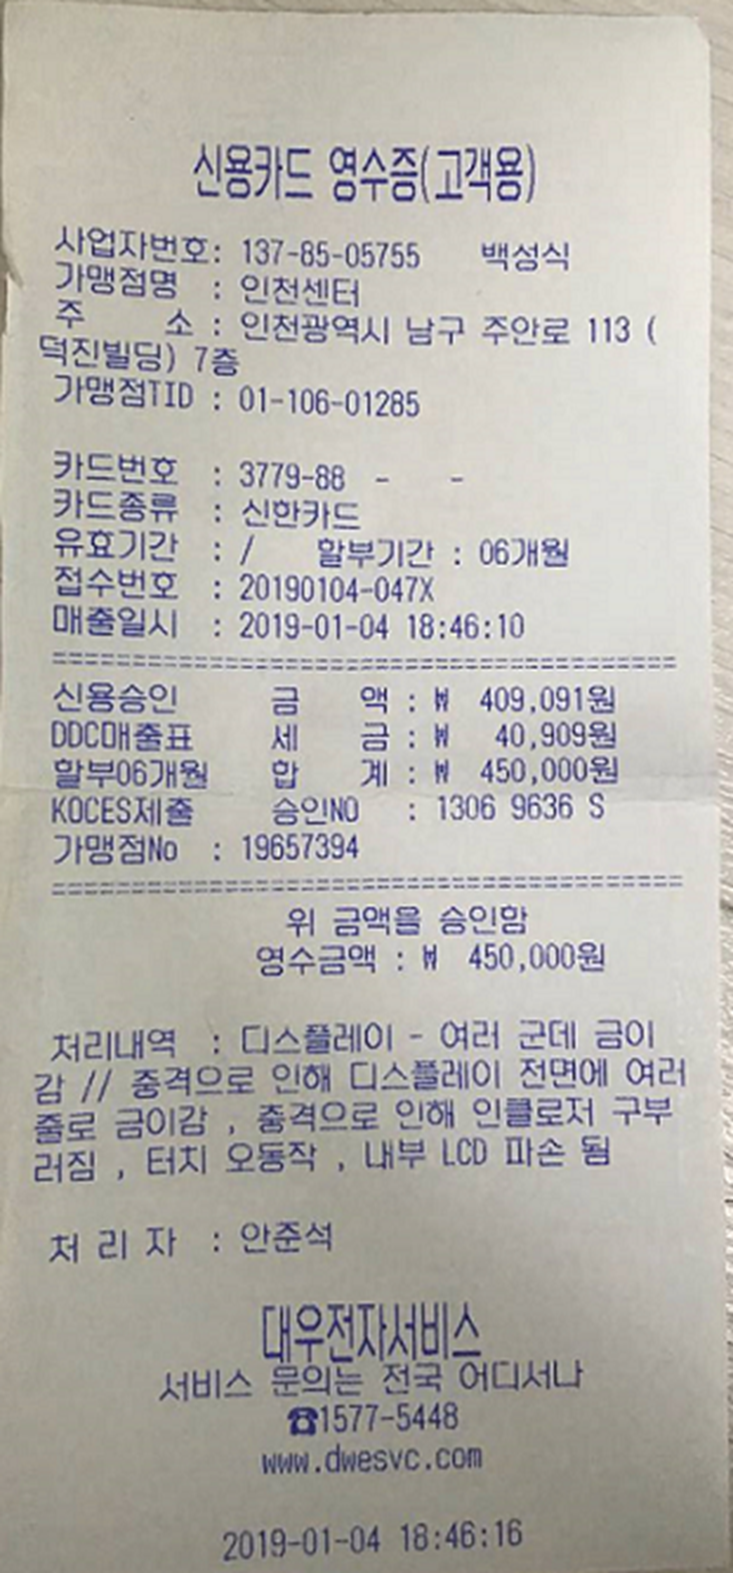 신용카드 영수증(고객용)
사업자번호: 137-85-05755 백성식
가맹점명 : 인천센터
주 소 : 인천광역시 남구 주안로 113 (
덕진빌딩) 7층
가맹점TID : 01-106-01285
카드번호 : 3779-88 - -
카드종류 : 신한카드
유효기간 : / 할부기간 : 06개월
접수번호 : 20190104-047X
매출일시 : 2019-01-04 18:46:10
신용승인 금 액 : ₩ 409,091원
DDC매출표 세 금 : ₩ 40,909원
할부06개월 합 계 : ₩ 450,000원
KOCES제출 승인NO : 1306 9636 S
가맹점No : 19657394
위 금액을 승인함
영수금액 : ₩ 450,000원
처리내역 : 디스플레이 - 여러 군데 금이
감 // 충격으로 인해 디스플레이 전면에 여러
줄로 금이감 , 충격으로 인해 인클로저 구부
러짐 , 터치 오동작 , 내부 LCD 파손 됨
처 리 자 : 안준석
대우전자서비스
서비스 문의는 전국 어디서나
☎1577-5448
www.dwesvc.com
2019-01-04 18:46:16